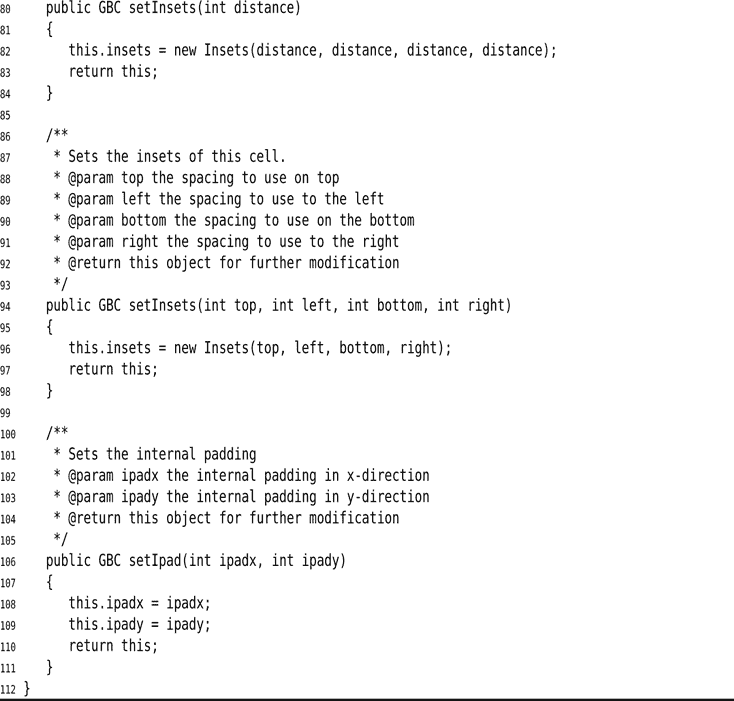 80    public GBC setInsets(int distance)
81    {
82       this.insets = new Insets(distance, distance, distance, distance);
83       return this;
84    }
85
86    /**
87     * Sets the insets of this cell.
88     * @param top the spacing to use on top
89     * @param left the spacing to use to the left
90     * @param bottom the spacing to use on the bottom
91     * @param right the spacing to use to the right
92     * @return this object for further modification
93     */
94    public GBC setInsets(int top, int left, int bottom, int right)
95    {
96       this.insets = new Insets(top, left, bottom, right);
97       return this;
98    }
99
100    /**
101     * Sets the internal padding
102     * @param ipadx the internal padding in x-direction
103     * @param ipady the internal padding in y-direction
104     * @return this object for further modification
105     */
106    public GBC setIpad(int ipadx, int ipady)
107    {
108       this.ipadx = ipadx;
109       this.ipady = ipady;
110       return this;
111    }
112 }